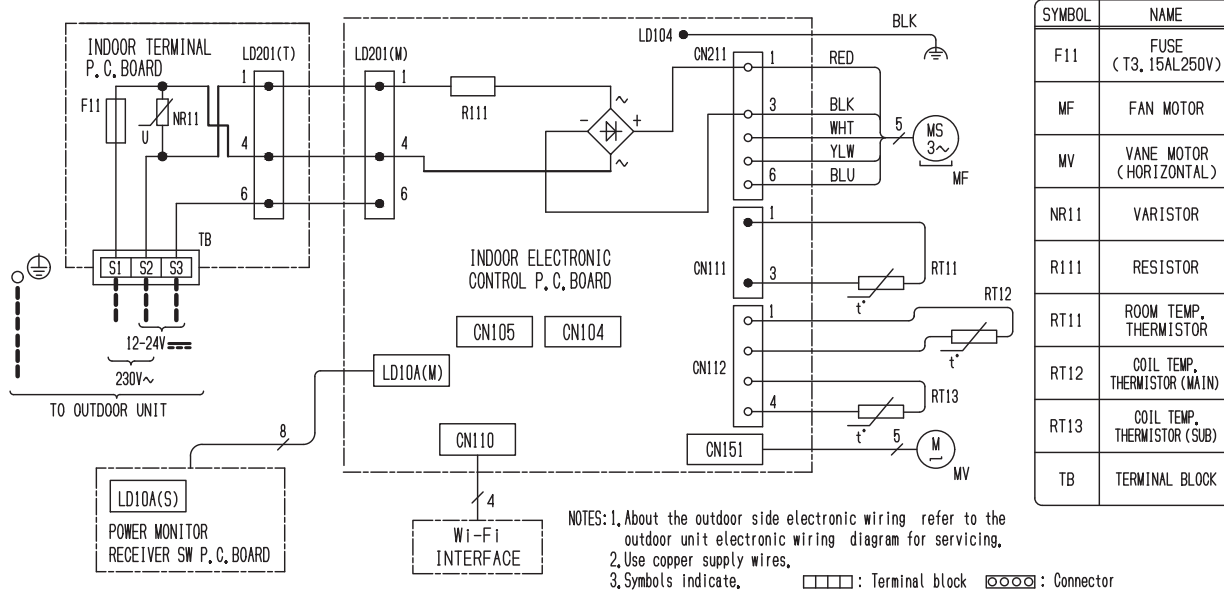 INDOOR TERMINAL
P.C.BOARD
F11
NR11
U
LD201(T)
1
4
6
LD201(M)
1
4
6
R111
~
-
+
~
LD104
BLK
CN211
1
RED
3
BLK
WHT
YLW
6
BLU
5
MS
3~
MF
TB
S1
S2
S3
12-24V
230V~
TO OUTDOOR UNIT
INDOOR ELECTRONIC
CONTROL P.C.BOARD
CN105
CN104
CN111
1
3
RT11
t°
CN112
1
4
RT12
t°
RT13
t°
CN151
5
M
~
MV
LD10A(M)
8
LD10A(S)
POWER MONITOR
RECEIVER SW P.C.BOARD
CN110
4
Wi-Fi
INTERFACE
NOTES:1.About the outdoor side electronic wiring refer to the
outdoor unit electronic wiring diagram for servicing.
2.Use copper supply wires.
3.Symbols indicate. : Terminal block : Connector
SYMBOL NAME
F11 FUSE
(T3.15AL250V)
MF FAN MOTOR
MV VANE MOTOR
(HORIZONTAL)
NR11 VARISTOR
R111 RESISTOR
RT11 ROOM TEMP.
THERMISTOR
RT12 COIL TEMP.
THERMISTOR(MAIN)
RT13 COIL TEMP.
THERMISTOR(SUB)
TB TERMINAL BLOCK